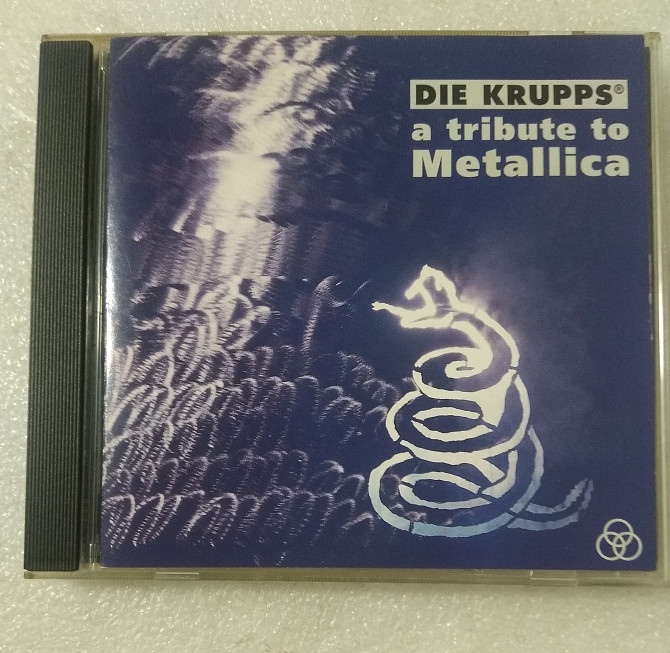 DIE KRUPPS®
a tribute to
Metallica